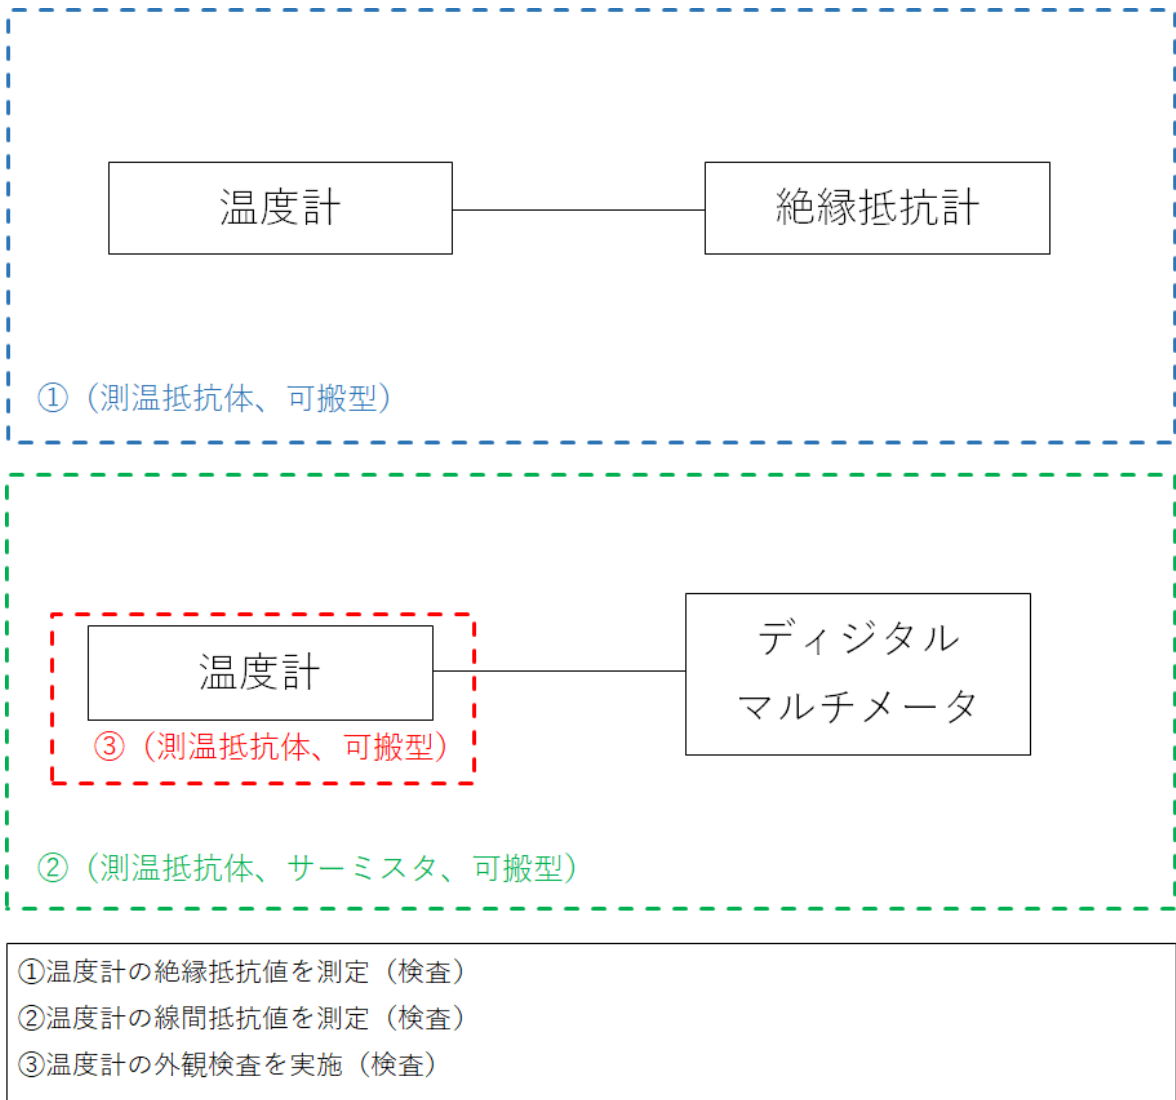 温度計
絶縁抵抗計
①（測温抵抗体、可搬型）
温度計
ディジタル
マルチメータ
③（測温抵抗体、可搬型）
②（測温抵抗体、サーミスタ、可搬型）
①温度計の絶縁抵抗値を測定（検査）
②温度計の線間抵抗値を測定（検査）
③温度計の外観検査を実施（検査）